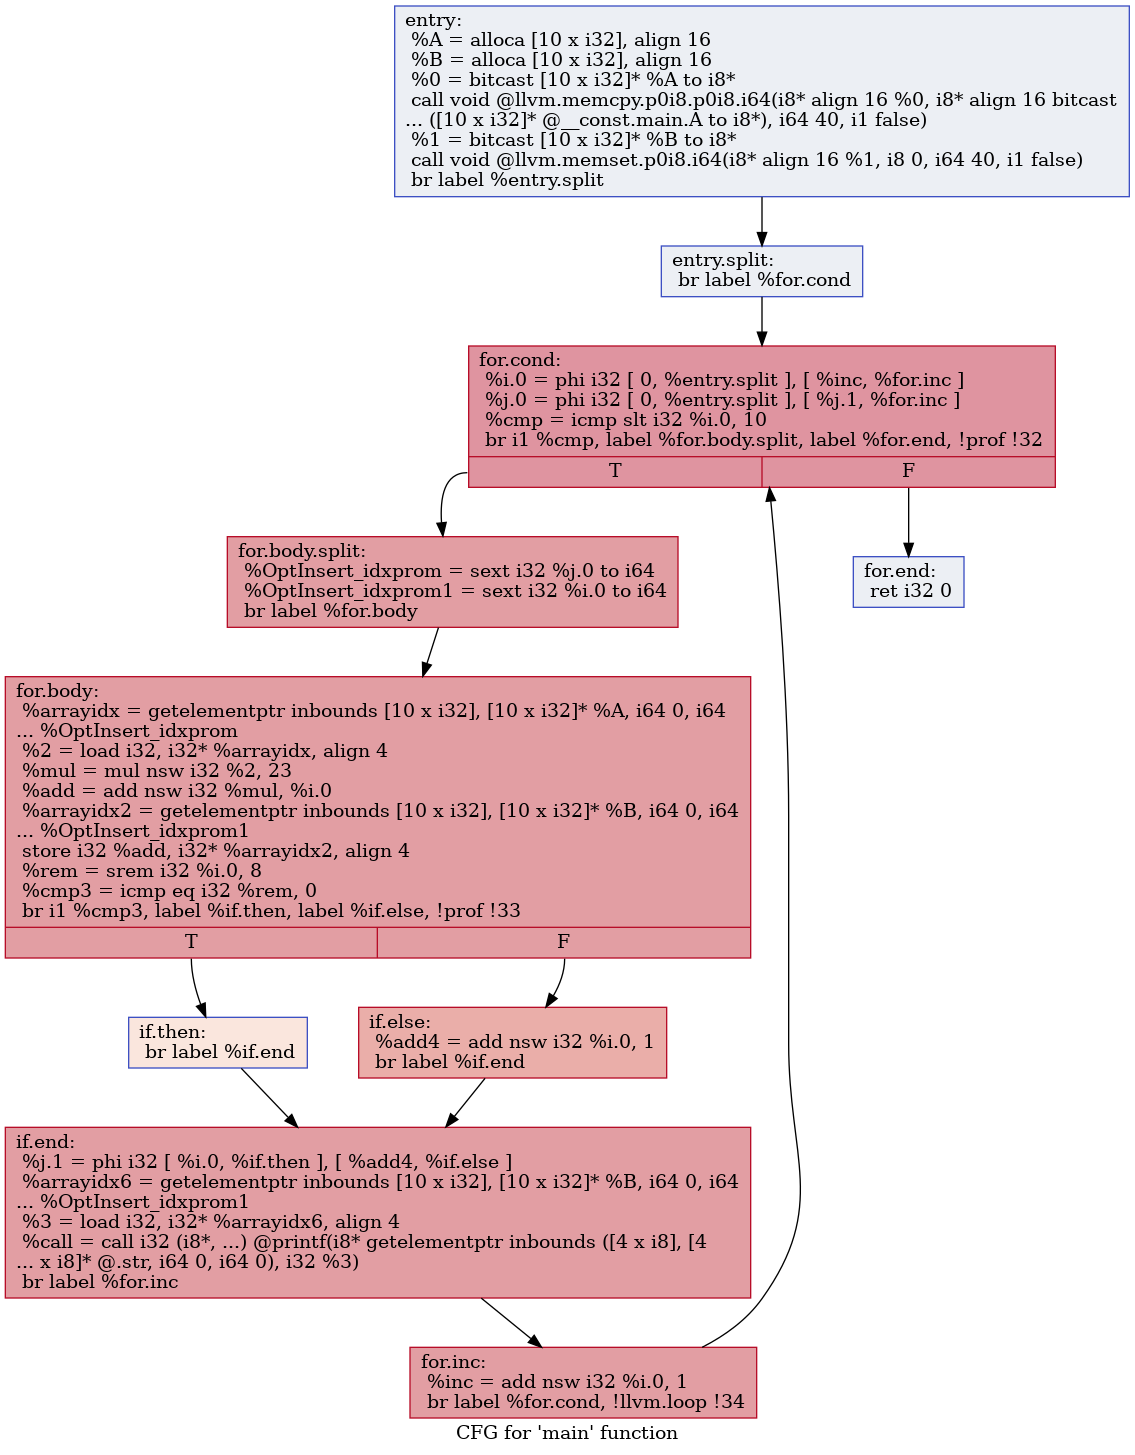 entry:
%A = alloca [10 x i32], align 16
%B = alloca [10 x i32], align 16
%0 = bitcast [10 x i32]* %A to i8*
call void @llvm.memcpy.p0i8.p0i8.i64(i8* align 16 %0, i8* align 16 bitcast
... ([10 x i32]* @__const.main.A to i8*), i64 40, i1 false)
%1 = bitcast [10 x i32]* %B to i8*
call void @llvm.memset.p0i8.i64(i8* align 16 %1, i8 0, i64 40, i1 false)
br label %entry.split
entry.split:
br label %for.cond
for.cond:
%i.0 = phi i32 [ 0, %entry.split ], [ %inc, %for.inc ]
%j.0 = phi i32 [ 0, %entry.split ], [ %j.1, %for.inc ]
%cmp = icmp slt i32 %i.0, 10
br i1 %cmp, label %for.body.split, label %for.end, !prof !32
T
F
for.body.split:
%OptInsert_idxprom = sext i32 %j.0 to i64
%OptInsert_idxprom1 = sext i32 %i.0 to i64
br label %for.body
for.end:
ret i32 0
for.body:
%arrayidx = getelementptr inbounds [10 x i32], [10 x i32]* %A, i64 0, i64
... %OptInsert_idxprom
%2 = load i32, i32* %arrayidx, align 4
%mul = mul nsw i32 %2, 23
%add = add nsw i32 %mul, %i.0
%arrayidx2 = getelementptr inbounds [10 x i32], [10 x i32]* %B, i64 0, i64
... %OptInsert_idxprom1
store i32 %add, i32* %arrayidx2, align 4
%rem = srem i32 %i.0, 8
%cmp3 = icmp eq i32 %rem, 0
br i1 %cmp3, label %if.then, label %if.else, !prof !33
T
F
if.then:
br label %if.end
if.else:
%add4 = add nsw i32 %i.0, 1
br label %if.end
if.end:
%j.1 = phi i32 [ %i.0, %if.then ], [ %add4, %if.else ]
%arrayidx6 = getelementptr inbounds [10 x i32], [10 x i32]* %B, i64 0, i64
... %OptInsert_idxprom1
%3 = load i32, i32* %arrayidx6, align 4
%call = call i32 (i8*, ...) @printf(i8* getelementptr inbounds ([4 x i8], [4
... x i8]* @.str, i64 0, i64 0), i32 %3)
br label %for.inc
for.inc:
%inc = add nsw i32 %i.0, 1
br label %for.cond, !llvm.loop !34
CFG for 'main' function